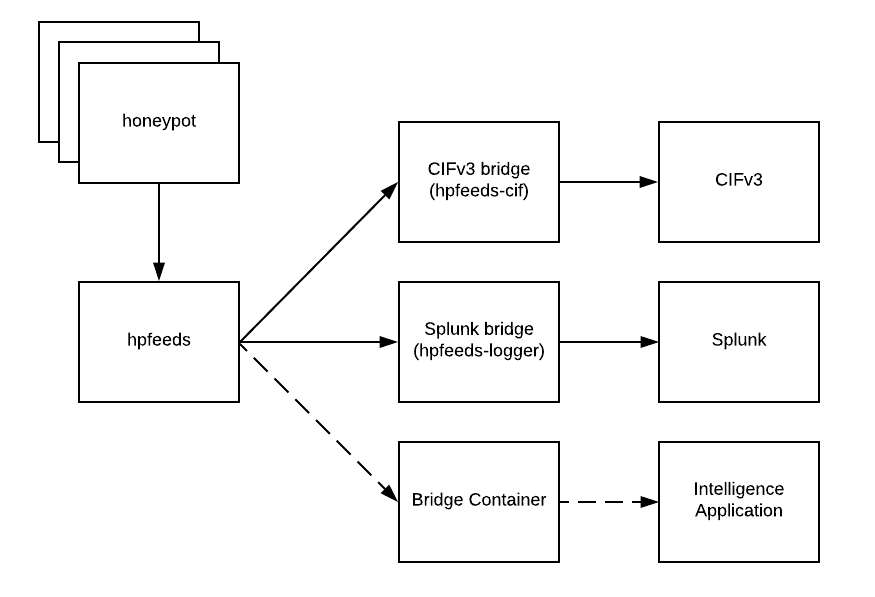 honeypot
hpfeeds
CIFv3 bridge
(hpfeeds-cif)
CIFv3
Splunk bridge
(hpfeeds-logger)
Splunk
Bridge Container
Intelligence
Application